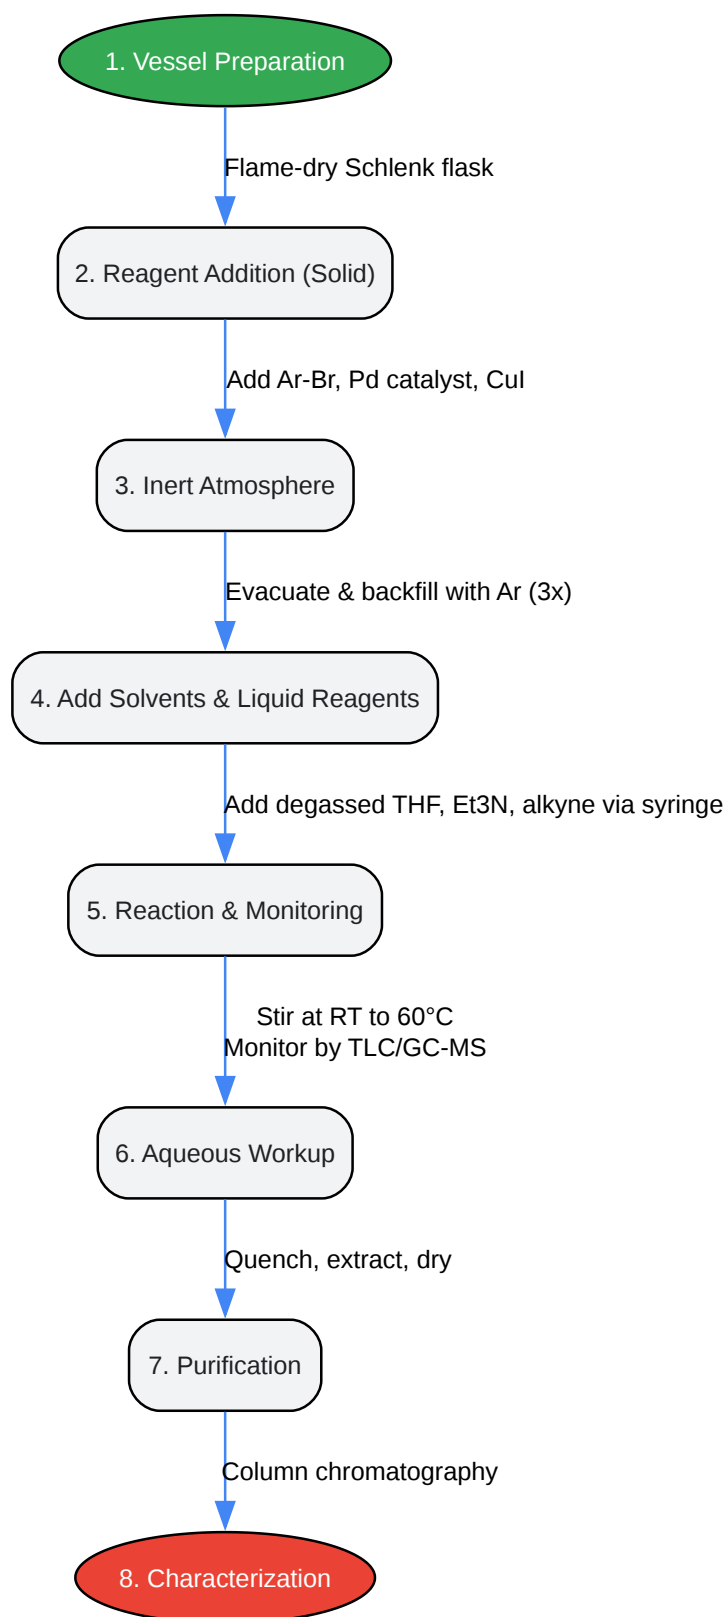 1. Vessel Preparation
Flame-dry Schlenk flask
2. Reagent Addition (Solid)
Add Ar-Br, Pd catalyst, CuI
3. Inert Atmosphere
Evacuate & backfill with Ar (3x)
4. Add Solvents & Liquid Reagents
Add degassed THF, Et3N, alkyne via syringe
5. Reaction & Monitoring
Stir at RT to 60°C
Monitor by TLC/GC-MS
6. Aqueous Workup
Quench, extract, dry
7. Purification
Column chromatography
8. Characterization